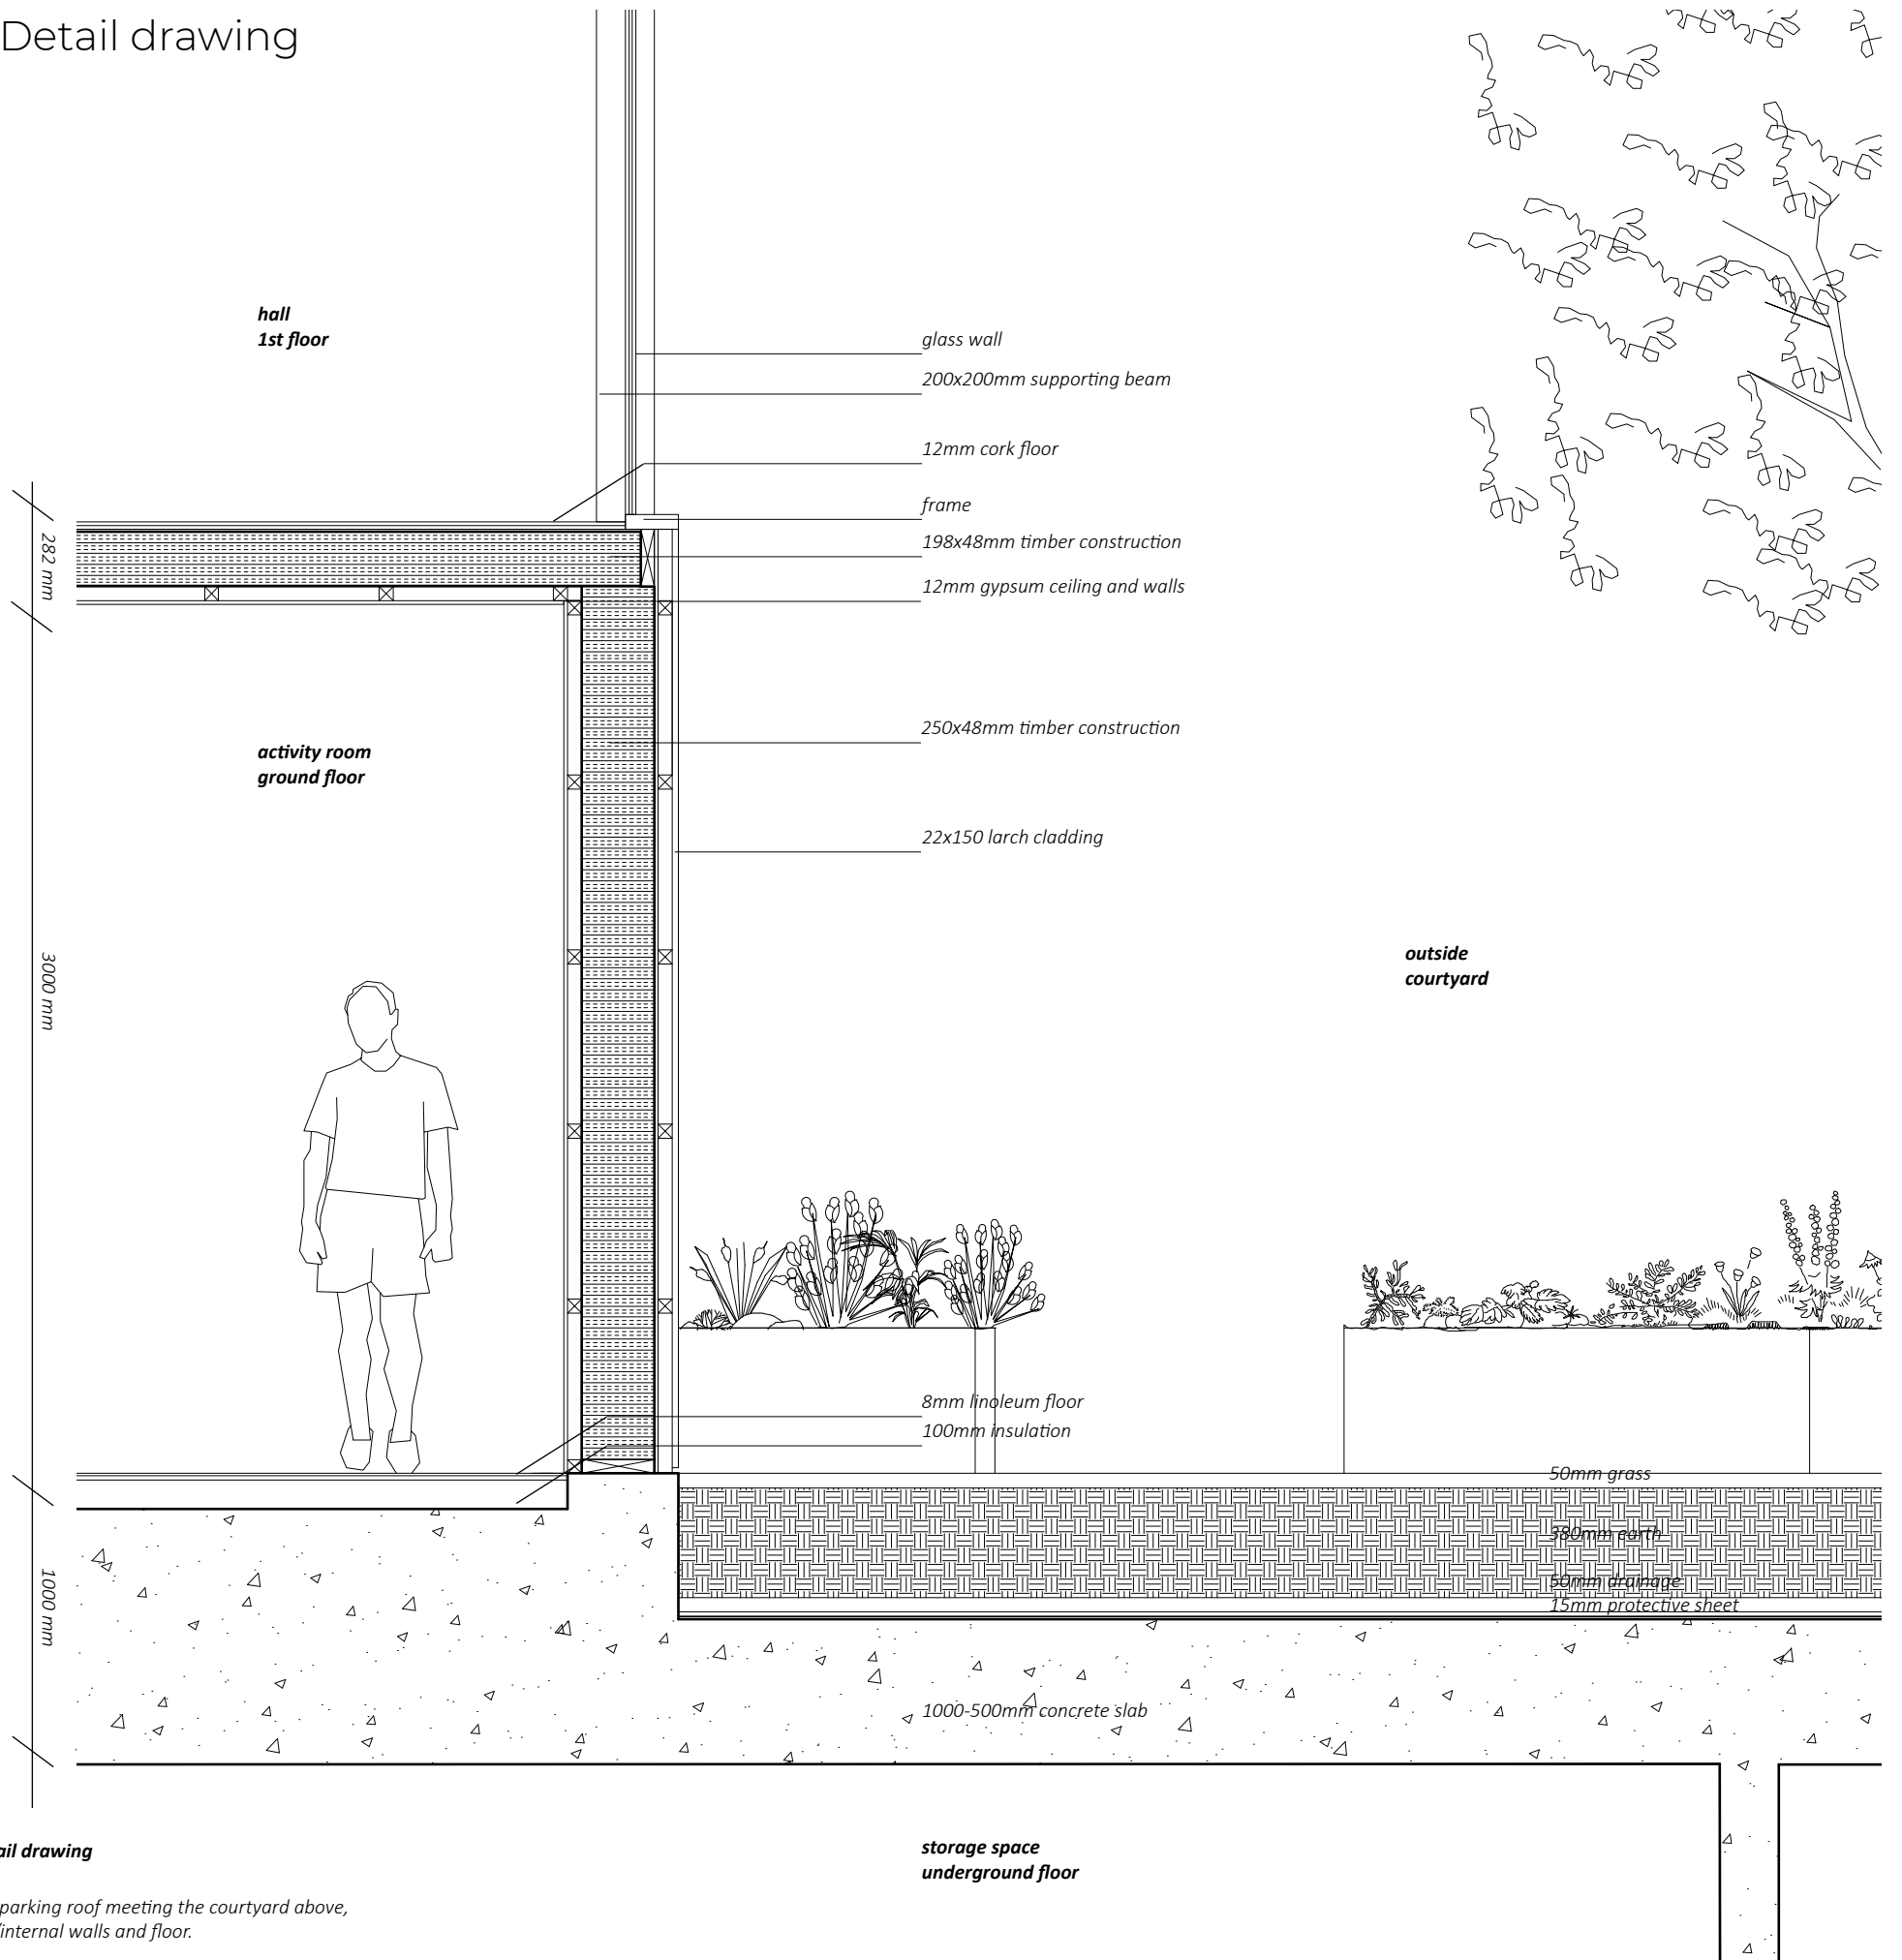 Detail drawing
hall
1st floor
glass wall
200x200mm supporting beam
12mm cork floor
frame
198x48mm timber construction
12mm gypsum ceiling and walls
282 mm
250x48mm timber construction
activity room
ground floor
22x150 larch cladding
3000 mm
outside
courtyard
8mm linoleum floor
100mm insulation
50mm grass
380mm earth
50mm drainage
15mm protective sheet
1000 mm
1000-500mm concrete slab
ail drawing
storage space
underground floor
parking roof meeting the courtyard above,
/internal walls and floor.